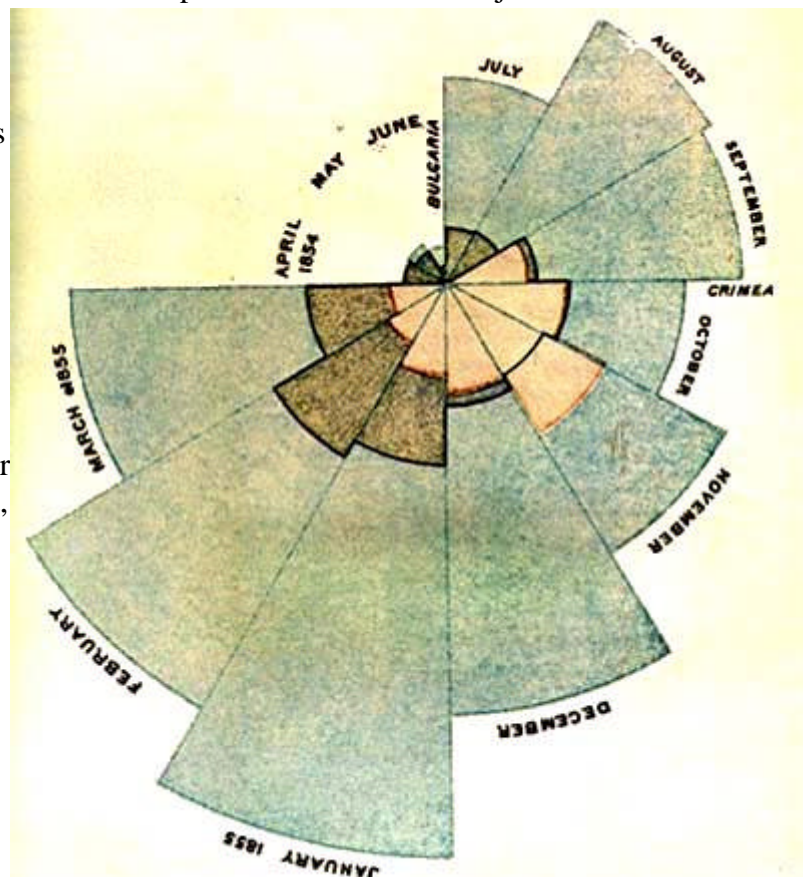 JULY
AUGUST
SEPTEMBER
CRIMEA
OCTOBER
NOVEMBER
DECEMBER
JANUARY 1855
FEBRUARY
MARCH 1855
APRIL
1854
MAY
JUNE
BULGARIA